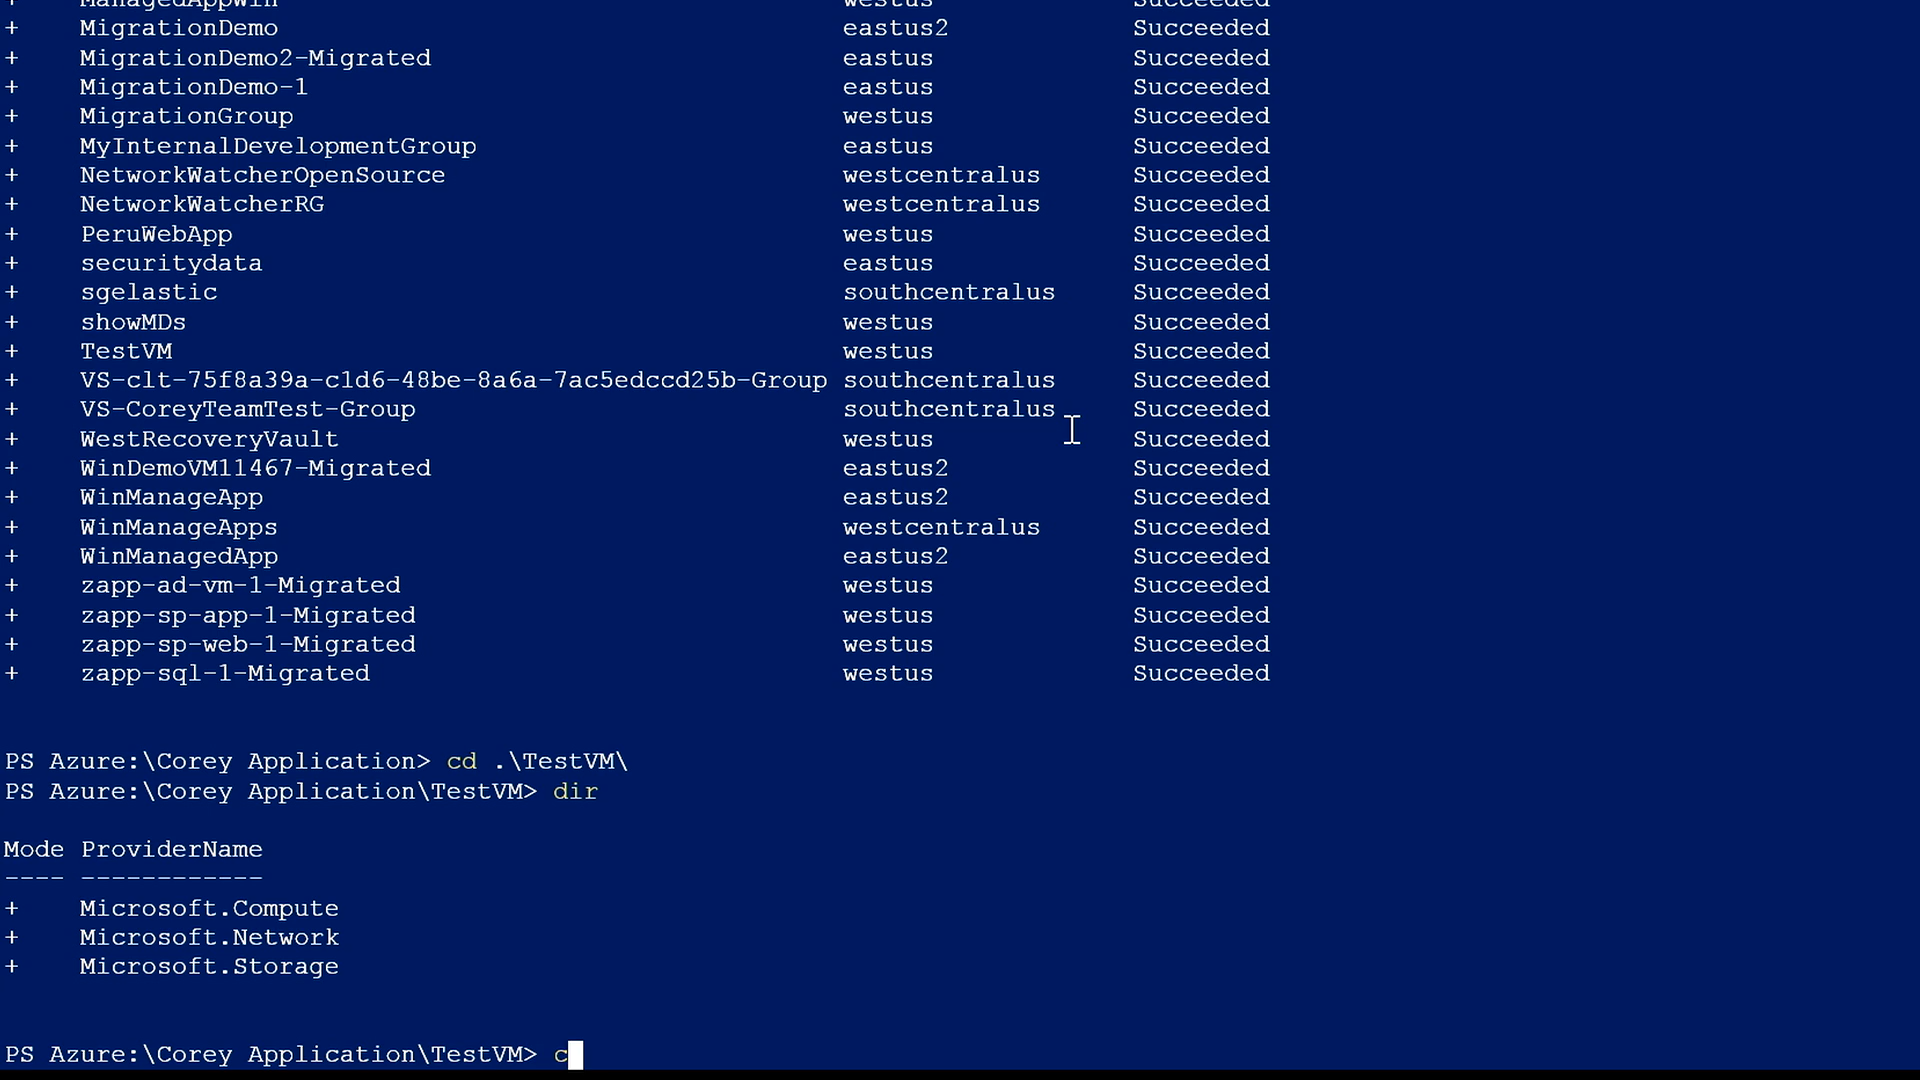 + ManagedAppWin westus Succeeded
+ MigrationDemo eastus2 Succeeded
+ MigrationDemo2-Migrated eastus Succeeded
+ MigrationDemo-1 eastus Succeeded
+ MigrationGroup westus Succeeded
+ MyInternalDevelopmentGroup eastus Succeeded
+ NetworkWatcherOpenSource westcentralus Succeeded
+ NetworkWatcherRG westcentralus Succeeded
+ PeruWebApp westus Succeeded
+ securitydata eastus Succeeded
+ sgelastic southcentralus Succeeded
+ showMDs westus Succeeded
+ TestVM westus Succeeded
+ VS-clt-75f8a39a-c1d6-48be-8a6a-7ac5edccd25b-Group southcentralus Succeeded
+ VS-CoreyTeamTest-Group southcentralus Succeeded
+ WestRecoveryVault westus Succeeded
+ WinDemoVM11467-Migrated eastus2 Succeeded
+ WinManageApp eastus2 Succeeded
+ WinManageApps westcentralus Succeeded
+ WinManagedApp eastus2 Succeeded
+ zapp-ad-vm-1-Migrated westus Succeeded
+ zapp-sp-app-1-Migrated westus Succeeded
+ zapp-sp-web-1-Migrated westus Succeeded
+ zapp-sql-1-Migrated westus Succeeded
PS Azure:\Corey Application> cd .\TestVM\
PS Azure:\Corey Application\TestVM> dir
Mode ProviderName
---- ------------
+ Microsoft.Compute
+ Microsoft.Network
+ Microsoft.Storage
PS Azure:\Corey Application\TestVM> c